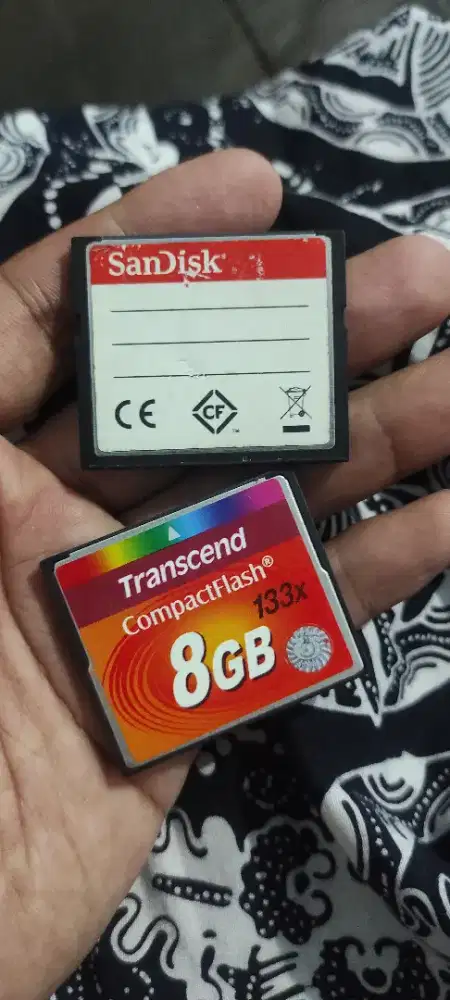 SanDisk
CE
CF
Transcend
CompactFlash®
133x
8GB